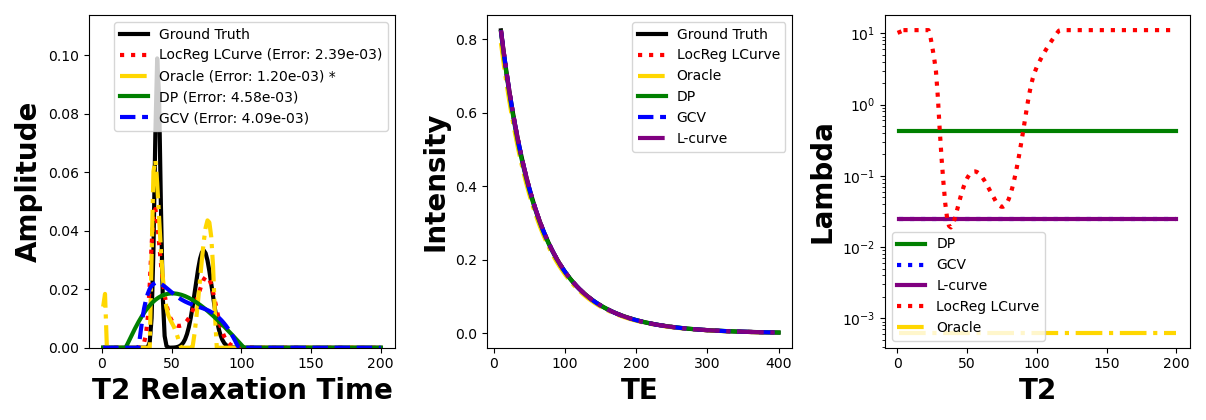 Amplitude
0.10
0.08
0.06
0.04
0.02
0.00
Ground Truth
LocReg LCurve (Error: 2.39e-03)
Oracle (Error: 1.20e-03) *
DP (Error: 4.58e-03)
GCV (Error: 4.09e-03)
0 50 100 150 200
T2 Relaxation Time
Intensity
0.8
0.6
0.4
0.2
0.0
Ground Truth
LocReg LCurve
Oracle
DP
GCV
L-curve
0 100 200 300 400
TE
Lambda
10¹
10⁰
10⁻¹
10⁻²
10⁻³
DP
GCV
L-curve
LocReg LCurve
Oracle
0 50 100 150 200
T2